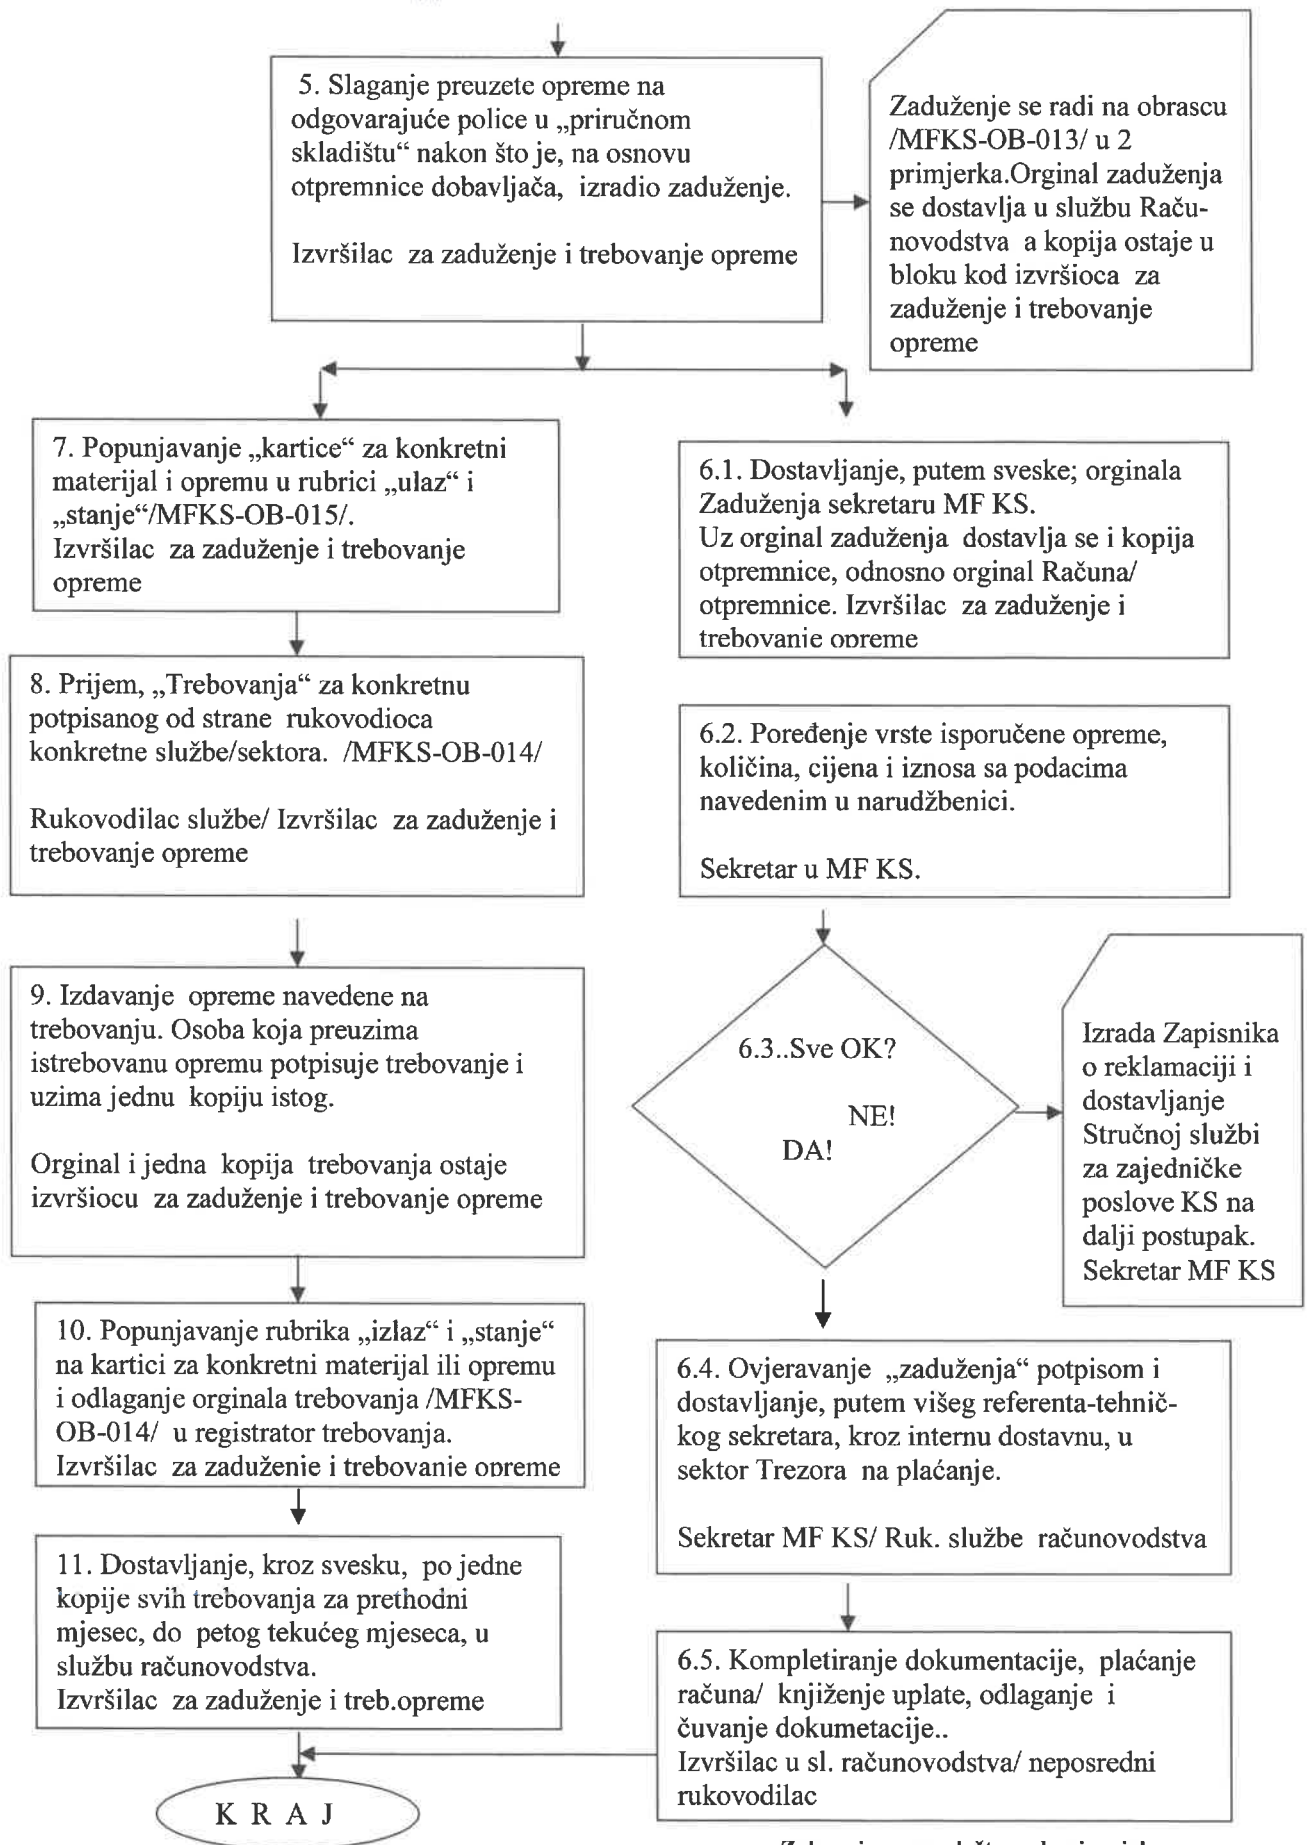 5. Slaganje preuzete opreme na
odgovarajuće police u „priručnom
skladištu“ nakon što je, na osnovu
otpremnice dobavljača, izradio zaduženje.
Izvršilac za zaduženje i trebovanje opreme
Zaduženje se radi na obrascu
/MFKS-OB-013/ u 2
primjerka.Orginal zaduženja
se dostavlja u službu Raču-
novodstva a kopija ostaje u
bloku kod izvršioca za
zaduženje i trebovanje
opreme
7. Popunjavanje „kartice“ za konkretni
materijal i opremu u rubrici „ulaz“ i
„stanje“/MFKS-OB-015/.
Izvršilac za zaduženje i trebovanje
opreme
6.1. Dostavljanje, putem sveske; orginala
Zaduženja sekretaru MF KS.
Uz orginal zaduženja dostavlja se i kopija
otpremnice, odnosno orginal Računa/
otpremnice. Izvršilac za zaduženje i
trebovanje opreme
8. Prijem, „Trebovanja“ za konkretnu
potpisanog od strane rukovodioca
konkretne službe/sektora. /MFKS-OB-014/
Rukovodilac službe/ Izvršilac za zaduženje i
trebovanje opreme
6.2. Poređenje vrste isporučene opreme,
količina, cijena i iznosa sa podacima
navedenim u narudžbenici.
Sekretar u MF KS.
9. Izdavanje opreme navedene na
trebovanju. Osoba koja preuzima
istrebovanu opremu potpisuje trebovanje i
uzima jednu kopiju istog.
Orginal i jedna kopija trebovanja ostaje
izvršiocu za zaduženje i trebovanje opreme
6.3..Sve OK?
NE!
DA!
Izrada Zapisnika
o reklamaciji i
dostavljanje
Stručnoj službi
za zajedničke
poslove KS na
dalji postupak.
Sekretar MF KS
10. Popunjavanje rubrika „izlaz“ i „stanje“
na kartici za konkretni materijal ili opremu
i odlaganje orginala trebovanja /MFKS-
OB-014/ u registrator trebovanja.
Izvršilac za zaduženje i trebovanje opreme
6.4. Ovjeravanje „zaduženja“ potpisom i
dostavljanje, putem višeg referenta-tehnič-
kog sekretara, kroz internu dostavnu, u
sektor Trezora na plaćanje.
Sekretar MF KS/ Ruk. službe računovodstva
11. Dostavljanje, kroz svesku, po jedne
kopije svih trebovanja za prethodni
mjesec, do petog tekućeg mjeseca, u
službu računovodstva.
Izvršilac za zaduženje i treb.opreme
6.5. Kompletiranje dokumentacije, plaćanje
računa/ knjiženje uplate, odlaganje i
čuvanje dokumetacije..
Izvršilac u sl. računovodstva/ neposredni
rukovodilac
K R A J